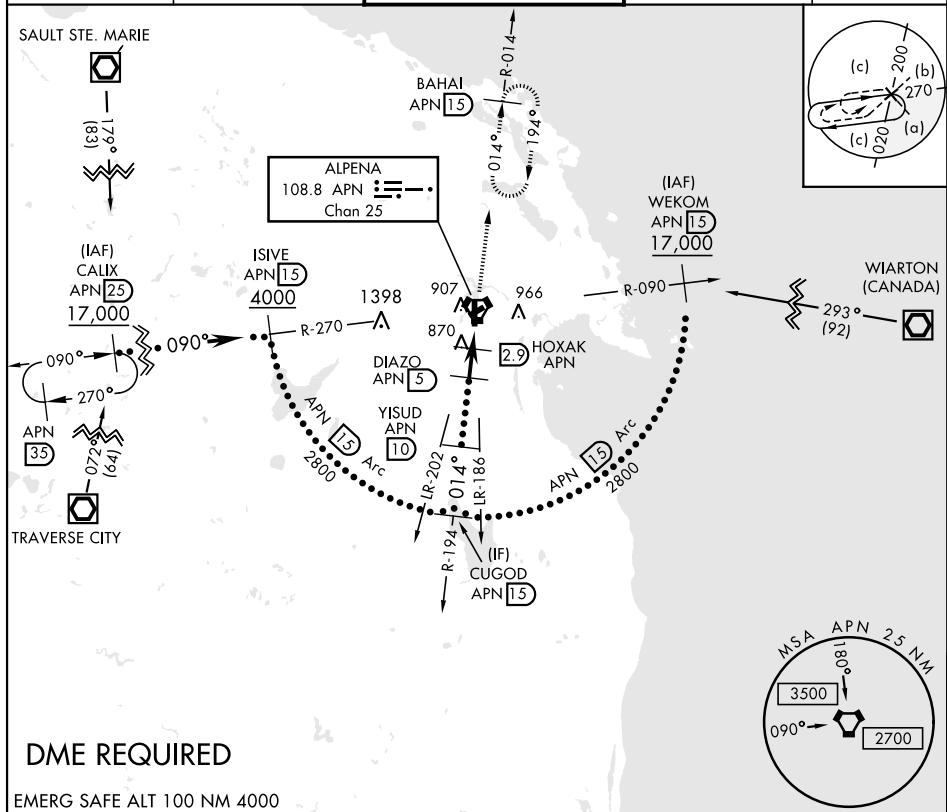 SAULT STE. MARIE
179°
(83)
R-014
BAHAI
APN 15
014°
194°
(c)
200
(b)
270
(a)
(c)
020
ALPENA
108.8 APN
Chan 25
(IAF)
WEKOM
APN 15
17,000
(IAF)
CALIX
APN 25
17,000
ISIVE
APN 15
4000
1398
907
966
R-090
WIARTON
(CANADA)
293°
(92)
090°
R-270
870
2.9 HOXAK
APN
DIAZO
APN 5
090°
270°
APN
35
072°
(64)
TRAVERSE CITY
YISUD
APN
10
APN 15 Arc
2800
APN 15 Arc
2800
LR-202
014°
LR-186
R-194
(IF)
CUGOD
APN 15
MSA APN 25 NM
180°
3500
090°
2700
DME REQUIRED
EMERG SAFE ALT 100 NM 4000